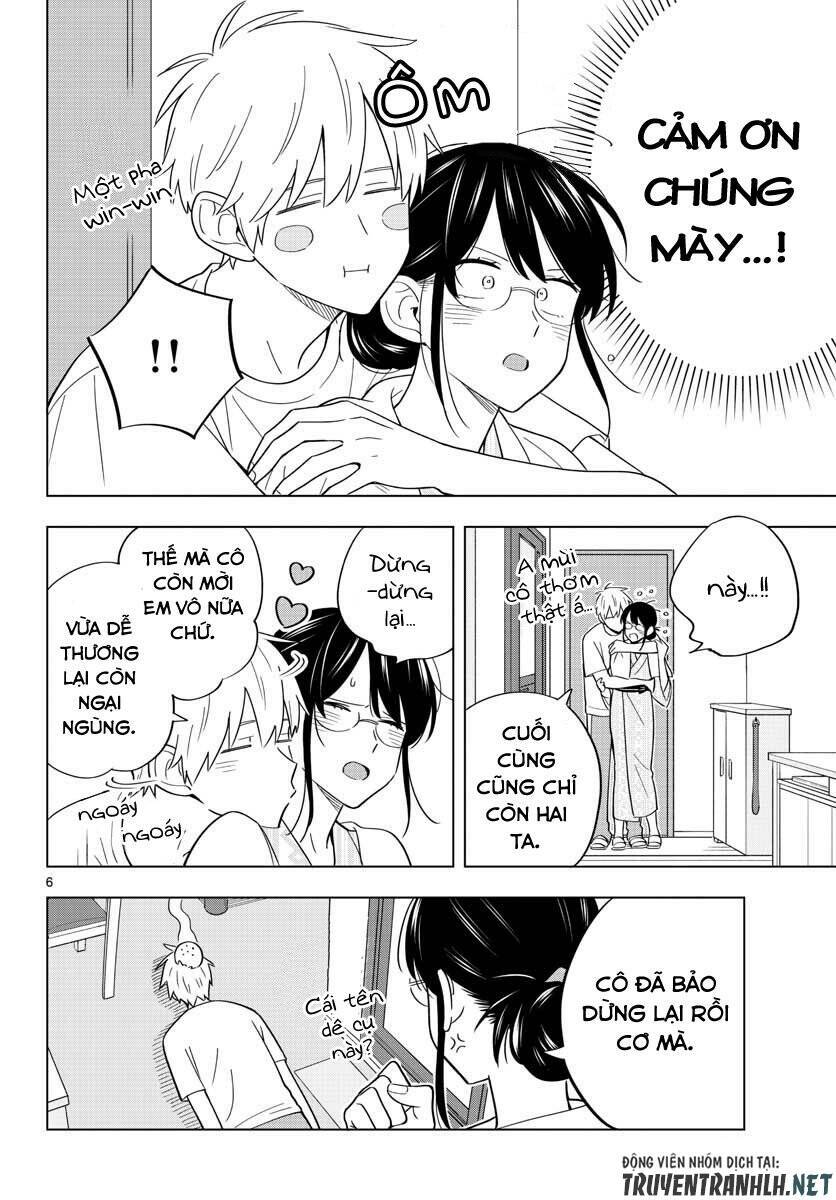 CẢM ƠN
CHÚNG
MÀY...!
ÔM
Một pha
win-win
!!
này...!!
A mùi
cô thơm
thật á...
CUỐI
CÙNG
CŨNG CHỈ
CÒN HAI
TA.
Dừng
-dừng
lại...
THẾ MÀ CÔ
CÒN MỜI
EM VÔ NỮA
CHỨ.
VỪA DỄ
THƯƠNG
LẠI CÒN
NGẠI
NGÙNG.
ngoáy
ngoáy
6
CÔ ĐÃ BẢO
DỪNG LẠI RỒI
CƠ MÀ.
Cái tên
dê cụ
này?
ĐỘNG VIÊN NHÓM DỊCH TẠI:
TRUYENTRANHLH.NET